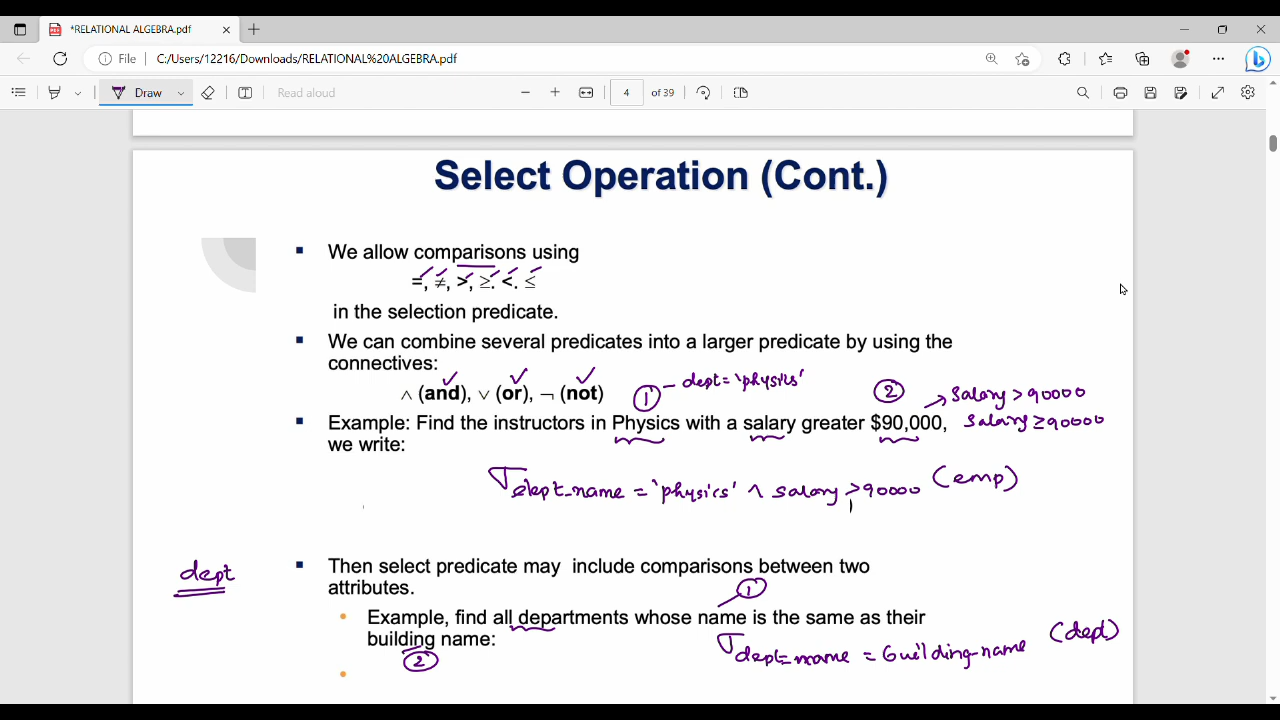 *RELATIONAL ALGEBRA.pdf
File C:/Users/12216/Downloads/RELATIONAL%20ALGEBRA.pdf
Draw Read aloud 4 of 39
Select Operation (Cont.)
We allow comparisons using
=, ≠, >, ≥. <. ≤
in the selection predicate.
We can combine several predicates into a larger predicate by using the
connectives:
∧ (and), ∨ (or), ¬ (not)
① dept='physics'
② salary > 90000
Example: Find the instructors in Physics with a salary greater $90,000,
salary ≥ 90000
we write:
σ dept_name = 'physics' ∧ salary > 90000 (emp)
dept
Then select predicate may include comparisons between two
attributes.
①
Example, find all departments whose name is the same as their
building name:
②
σ dept_name = building_name (dept)